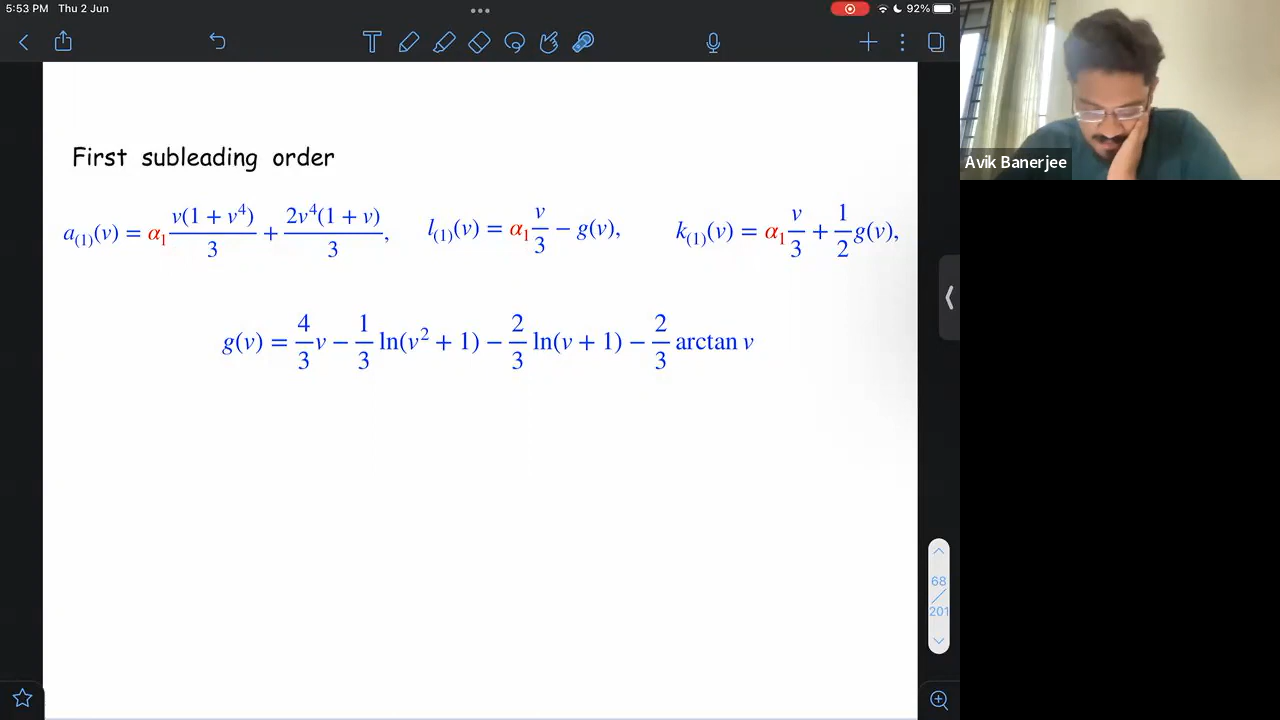 5:53 PM Thu 2 Jun
92%
T
Avik Banerjee
First subleading order
a₍₁₎(v) = α₁ v(1 + v⁴)/3 + 2v⁴(1 + v)/3, l₍₁₎(v) = α₁ v/3 − g(v), k₍₁₎(v) = α₁ v/3 + 1/2 g(v),
g(v) = 4/3 v − 1/3 ln(v² + 1) − 2/3 ln(v + 1) − 2/3 arctan v
68
/
201